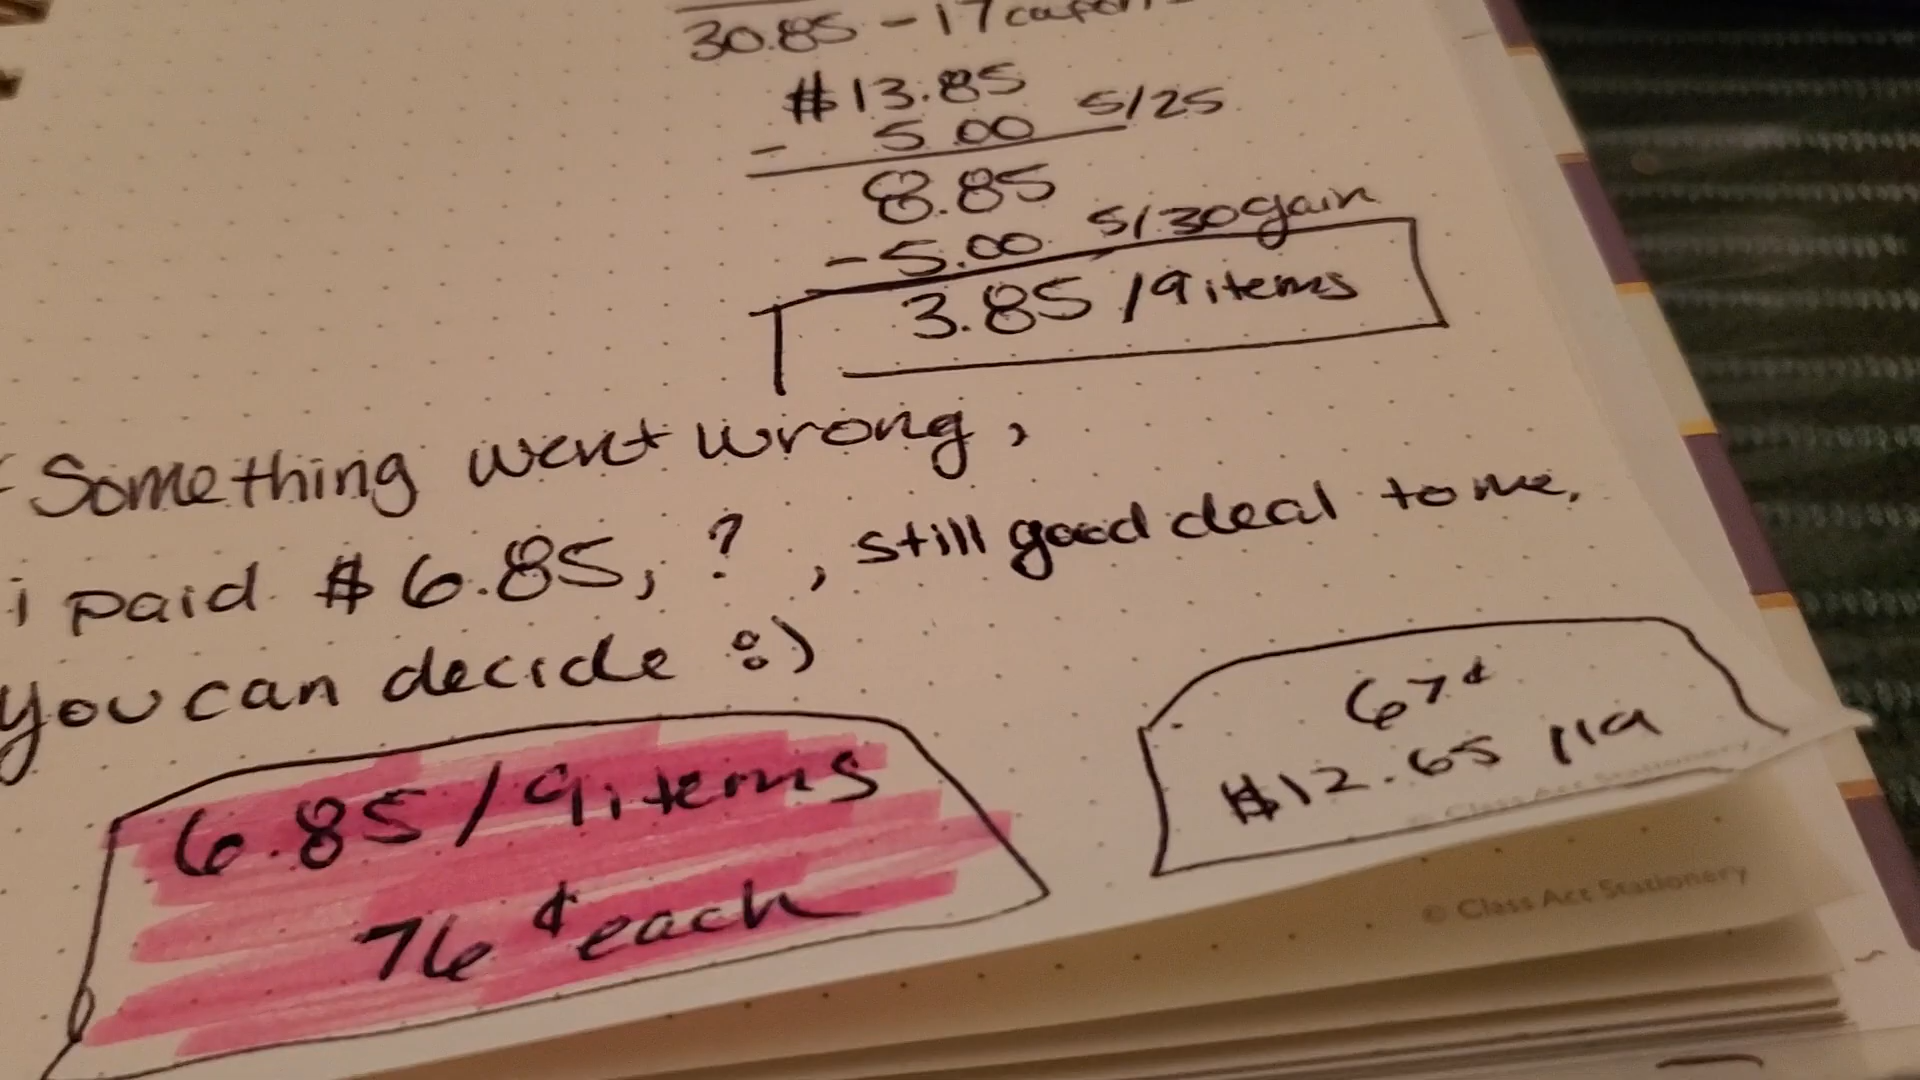 30.85 - 17
$13.85
- 5.00 5/25
8.85
-5.00 5/30 gain
3.85 /9 items
Something went wrong,
i paid $6.85, ? , still good deal to me,
you can decide :)
6.85 / 9 items
76¢ each
67¢
$12.65
© Class Act Stationery
© Class Act Stationery